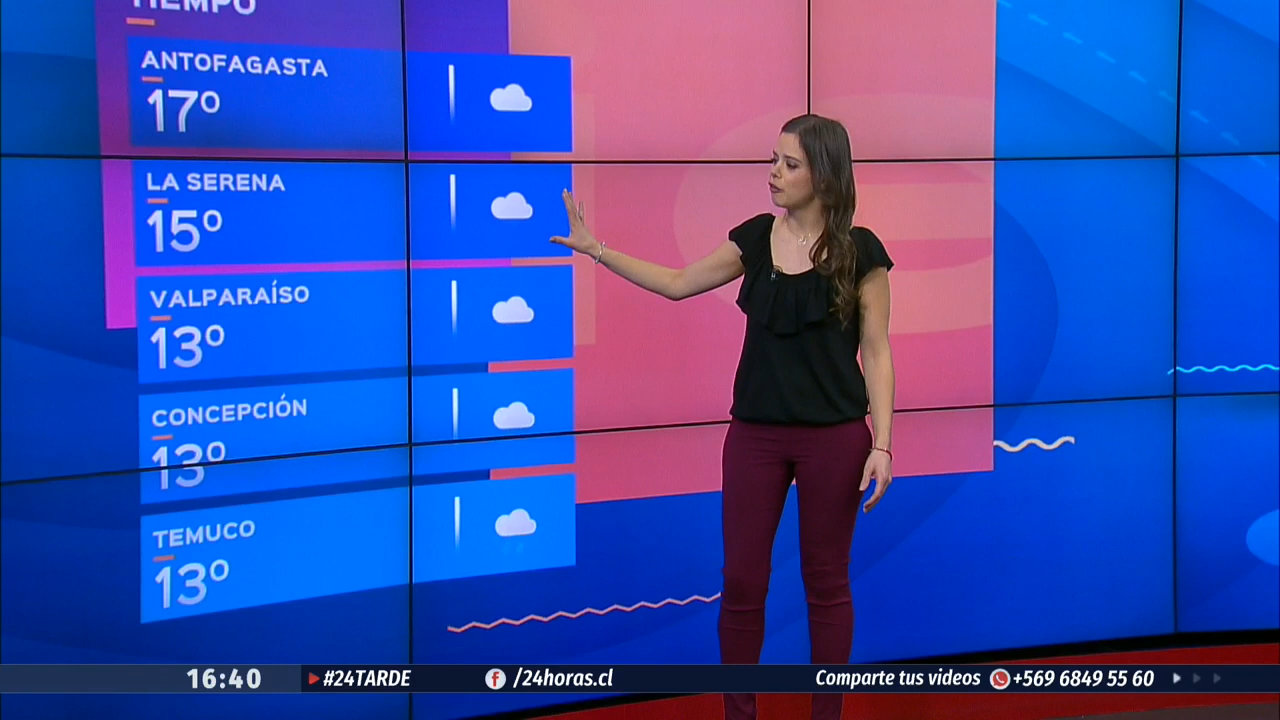 TIEMPO
ANTOFAGASTA
17°
LA SERENA
15°
VALPARAÍSO
13°
CONCEPCIÓN
13°
TEMUCO
13°
16:40 #24TARDE /24horas.cl Comparte tus videos +569 6849 55 60